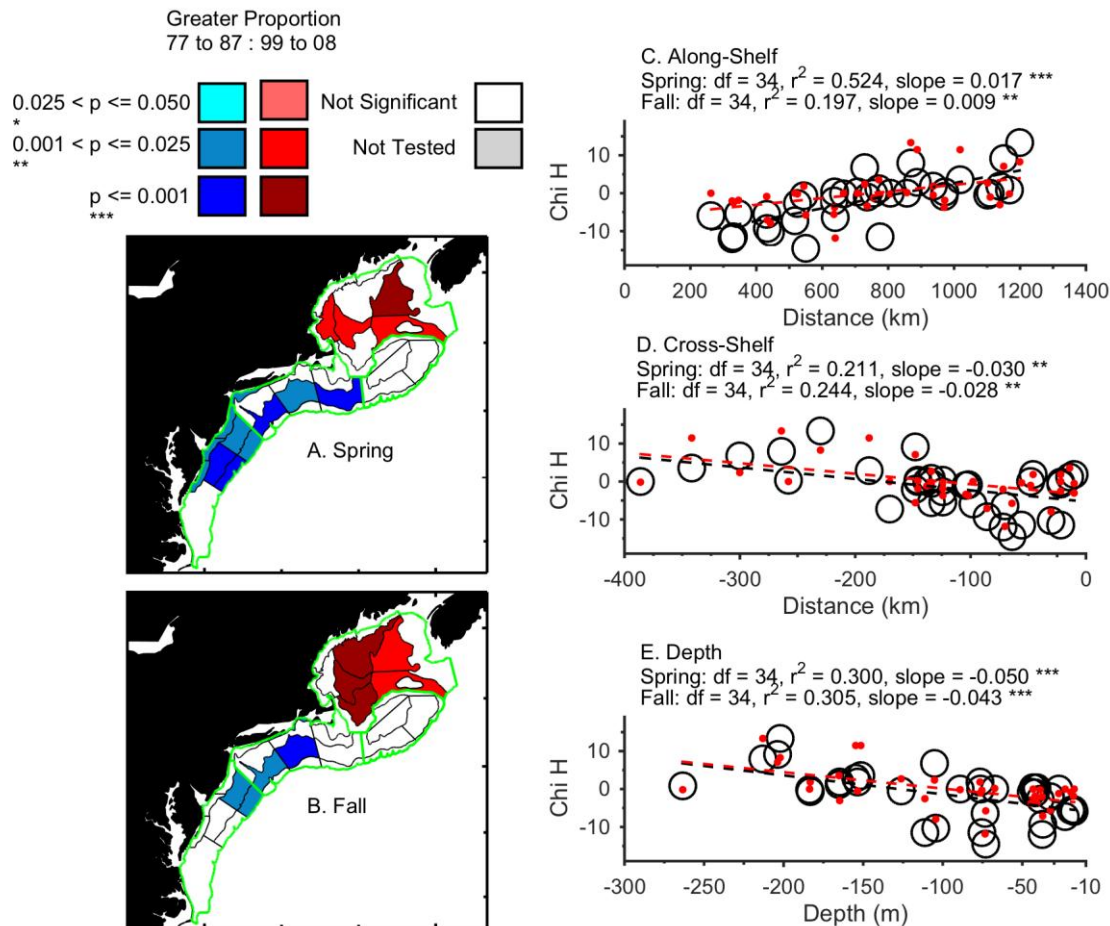 Greater Proportion
77 to 87 : 99 to 08
0.025 < p <= 0.050
*
0.001 < p <= 0.025
**
p <= 0.001
***
Not Significant
Not Tested
A. Spring
B. Fall
C. Along-Shelf
Spring: df = 34, r² = 0.524, slope = 0.017 ***
Fall: df = 34, r² = 0.197, slope = 0.009 **
Chi H
10
0
-10
0 200 400 600 800 1000 1200 1400
Distance (km)
D. Cross-Shelf
Spring: df = 34, r² = 0.211, slope = -0.030 **
Fall: df = 34, r² = 0.244, slope = -0.028 **
Chi H
10
0
-10
-400 -300 -200 -100 0
Distance (km)
E. Depth
Spring: df = 34, r² = 0.300, slope = -0.050 ***
Fall: df = 34, r² = 0.305, slope = -0.043 ***
Chi H
10
0
-10
-300 -250 -200 -150 -100 -50 -10
Depth (m)